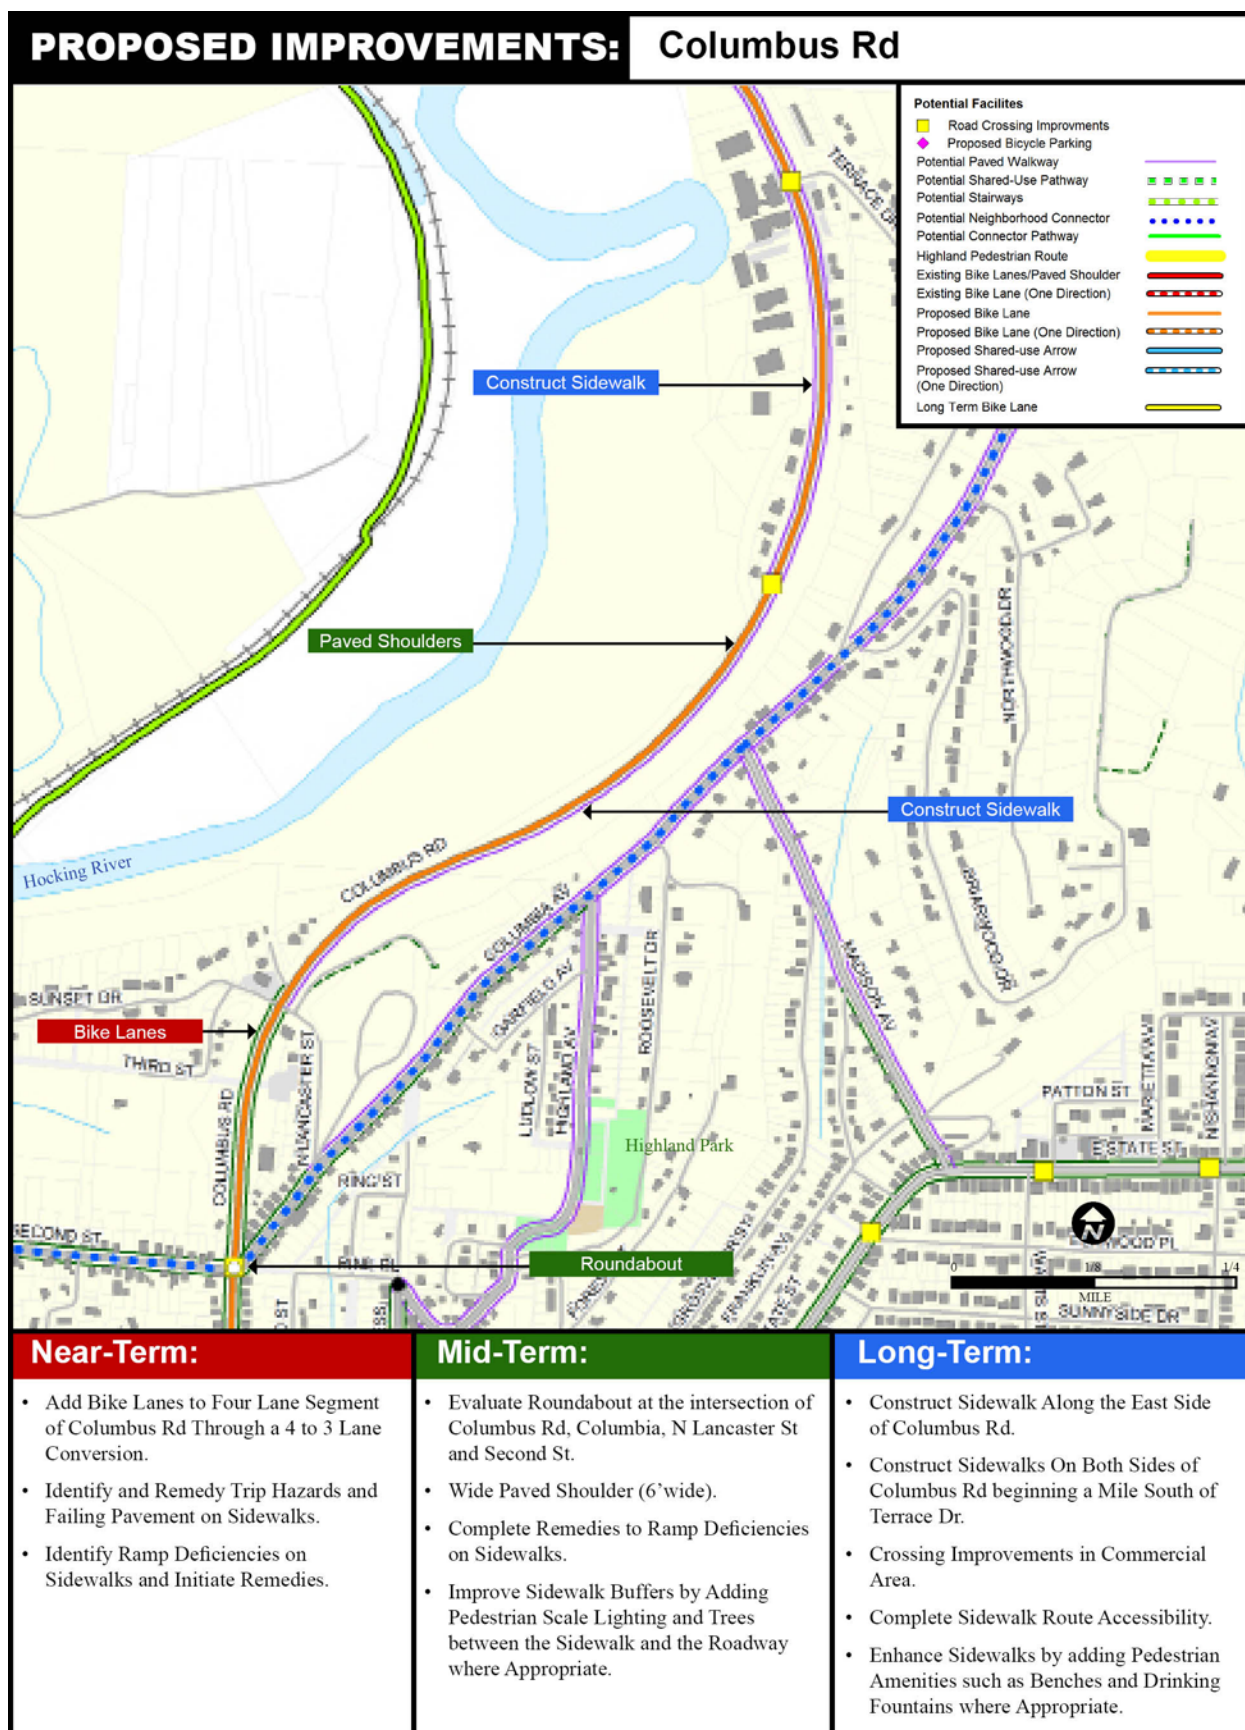 PROPOSED IMPROVEMENTS: Columbus Rd
Potential Facilites
Road Crossing Improvments
Proposed Bicycle Parking
Potential Paved Walkway
Potential Shared-Use Pathway
Potential Stairways
Potential Neighborhood Connector
Potential Connector Pathway
Highland Pedestrian Route
Existing Bike Lanes/Paved Shoulder
Existing Bike Lane (One Direction)
Proposed Bike Lane
Proposed Bike Lane (One Direction)
Proposed Shared-use Arrow
Proposed Shared-use Arrow
(One Direction)
Long Term Bike Lane
TERRACE DR
Construct Sidewalk
Paved Shoulders
NORTHWOOD DR
Construct Sidewalk
Hocking River
COLUMBUS RD
COLUMBIA AV
BRIARWOOD DR
MADISON AV
GARFIELD AV
ROOSEVELT DR
SUNSET DR
Bike Lanes
THIRD ST
N LANCASTER ST
LUDLOW ST
HIGHLAND AV
COLUMBUS RD
PATTON ST
MARIETTA AV
N SHANNON AV
Highland Park
E STATE ST
RING ST
SECOND ST
N
Roundabout
FRANKLIN AV
0 1/8 1/4
MILE
SUNNYSIDE DR
Near-Term:
• Add Bike Lanes to Four Lane Segment
of Columbus Rd Through a 4 to 3 Lane
Conversion.
• Identify and Remedy Trip Hazards and
Failing Pavement on Sidewalks.
• Identify Ramp Deficiencies on
Sidewalks and Initiate Remedies.
Mid-Term:
• Evaluate Roundabout at the intersection of
Columbus Rd, Columbia, N Lancaster St
and Second St.
• Wide Paved Shoulder (6'wide).
• Complete Remedies to Ramp Deficiencies
on Sidewalks.
• Improve Sidewalk Buffers by Adding
Pedestrian Scale Lighting and Trees
between the Sidewalk and the Roadway
where Appropriate.
Long-Term:
• Construct Sidewalk Along the East Side
of Columbus Rd.
• Construct Sidewalks On Both Sides of
Columbus Rd beginning a Mile South of
Terrace Dr.
• Crossing Improvements in Commercial
Area.
• Complete Sidewalk Route Accessibility.
• Enhance Sidewalks by adding Pedestrian
Amenities such as Benches and Drinking
Fountains where Appropriate.